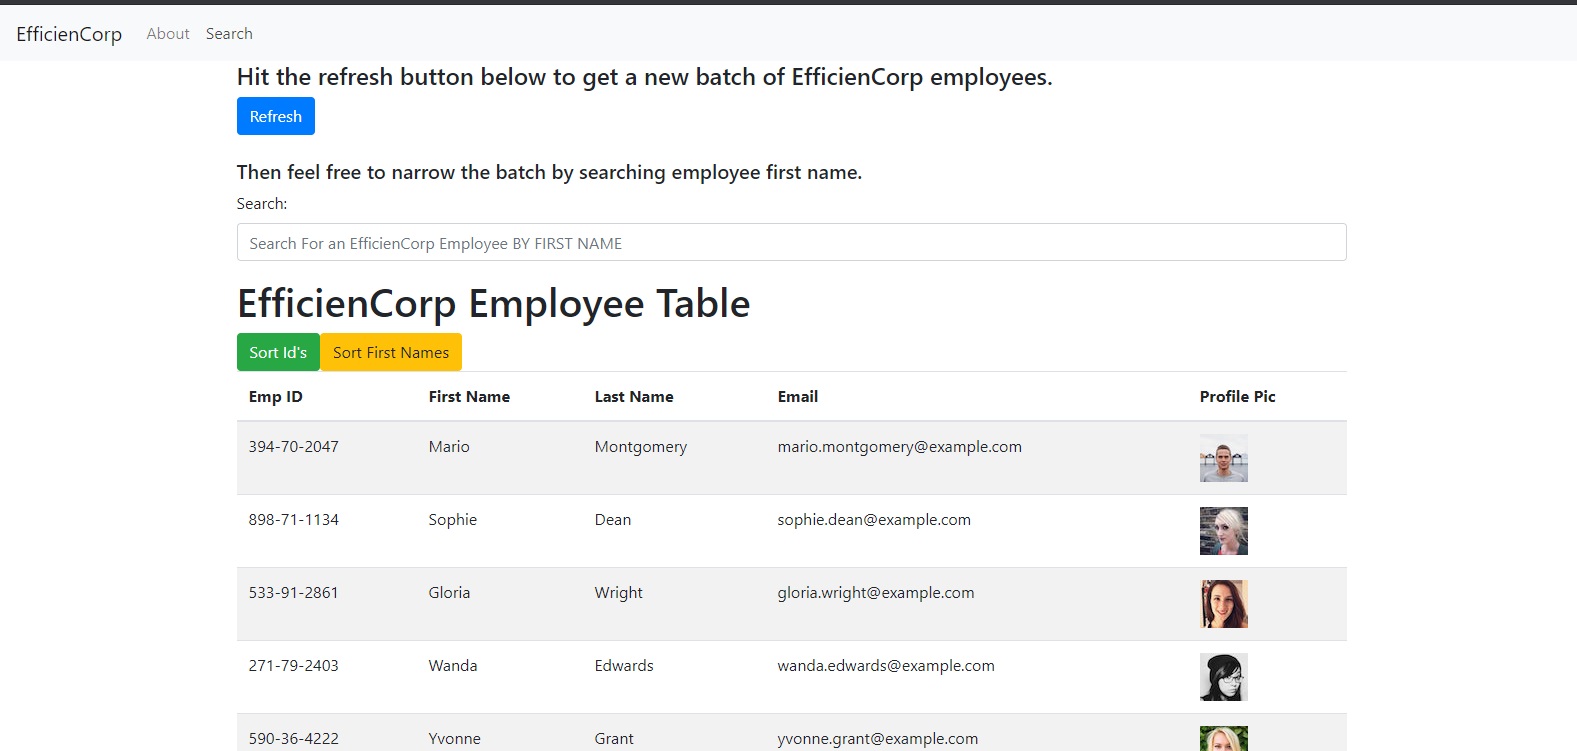 EfficienCorp About Search
Hit the refresh button below to get a new batch of EfficienCorp employees.
Refresh
Then feel free to narrow the batch by searching employee first name.
Search:
Search For an EfficienCorp Employee BY FIRST NAME
EfficienCorp Employee Table
Sort Id's Sort First Names
Emp ID First Name Last Name Email Profile Pic
394-70-2047 Mario Montgomery mario.montgomery@example.com
898-71-1134 Sophie Dean sophie.dean@example.com
533-91-2861 Gloria Wright gloria.wright@example.com
271-79-2403 Wanda Edwards wanda.edwards@example.com
590-36-4222 Yvonne Grant yvonne.grant@example.com